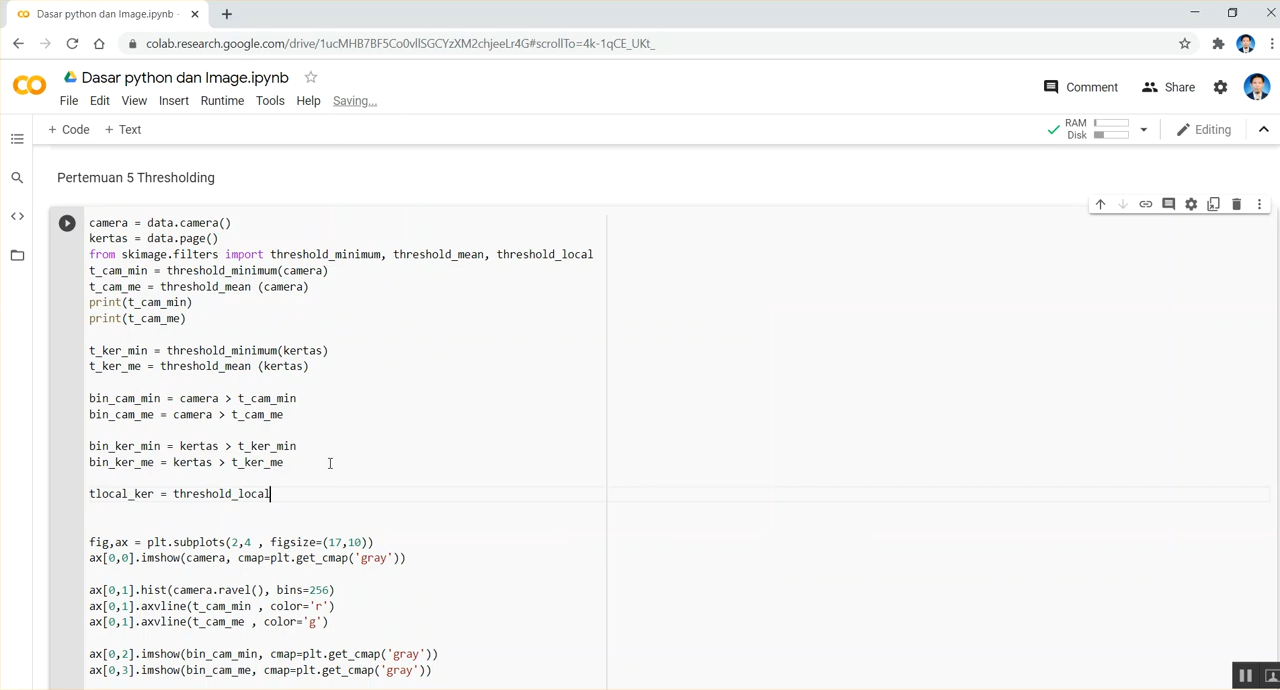 Dasar python dan Image.ipynb -
colab.research.google.com/drive/1ucMHB7BF5Co0vllSGCYzXM2chjeeLr4G#scrollTo=4k-1qCE_UKt_
CO
Dasar python dan Image.ipynb
File Edit View Insert Runtime Tools Help Saving...
Comment Share
+ Code + Text
RAM
Disk
Editing
Pertemuan 5 Thresholding
camera = data.camera()
kertas = data.page()
from skimage.filters import threshold_minimum, threshold_mean, threshold_local
t_cam_min = threshold_minimum(camera)
t_cam_me = threshold_mean (camera)
print(t_cam_min)
print(t_cam_me)
t_ker_min = threshold_minimum(kertas)
t_ker_me = threshold_mean (kertas)
bin_cam_min = camera > t_cam_min
bin_cam_me = camera > t_cam_me
bin_ker_min = kertas > t_ker_min
bin_ker_me = kertas > t_ker_me
tlocal_ker = threshold_local
fig,ax = plt.subplots(2,4 , figsize=(17,10))
ax[0,0].imshow(camera, cmap=plt.get_cmap('gray'))
ax[0,1].hist(camera.ravel(), bins=256)
ax[0,1].axvline(t_cam_min , color='r')
ax[0,1].axvline(t_cam_me , color='g')
ax[0,2].imshow(bin_cam_min, cmap=plt.get_cmap('gray'))
ax[0,3].imshow(bin_cam_me, cmap=plt.get_cmap('gray'))